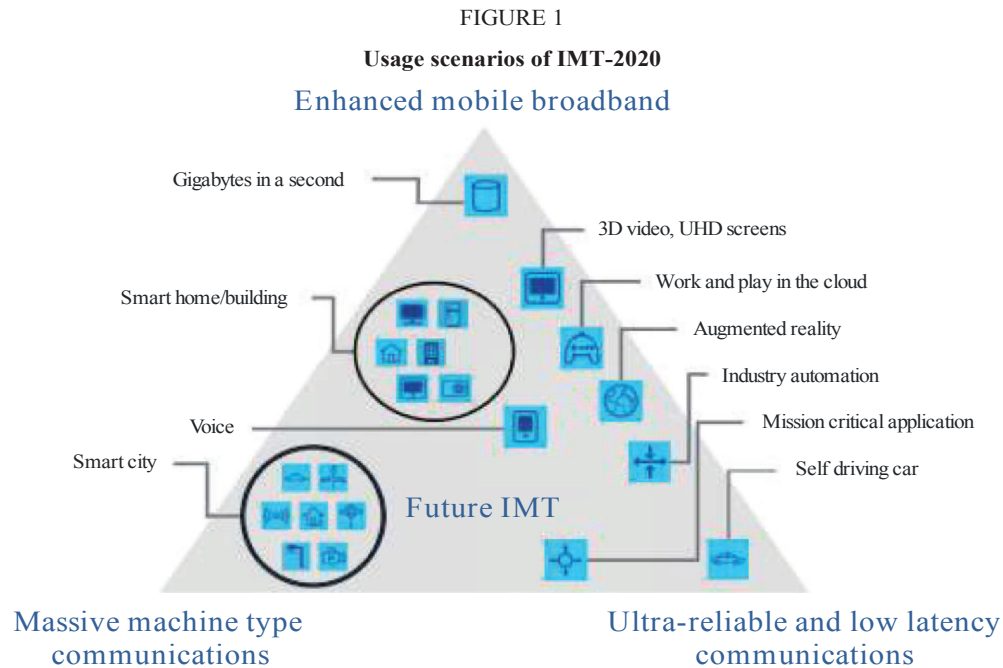 FIGURE 1
Usage scenarios of IMT-2020
Enhanced mobile broadband
Gigabytes in a second
3D video, UHD screens
Work and play in the cloud
Smart home/building
Augmented reality
Industry automation
Mission critical application
Voice
Smart city
Self driving car
Future IMT
Massive machine type
communications
Ultra-reliable and low latency
communications